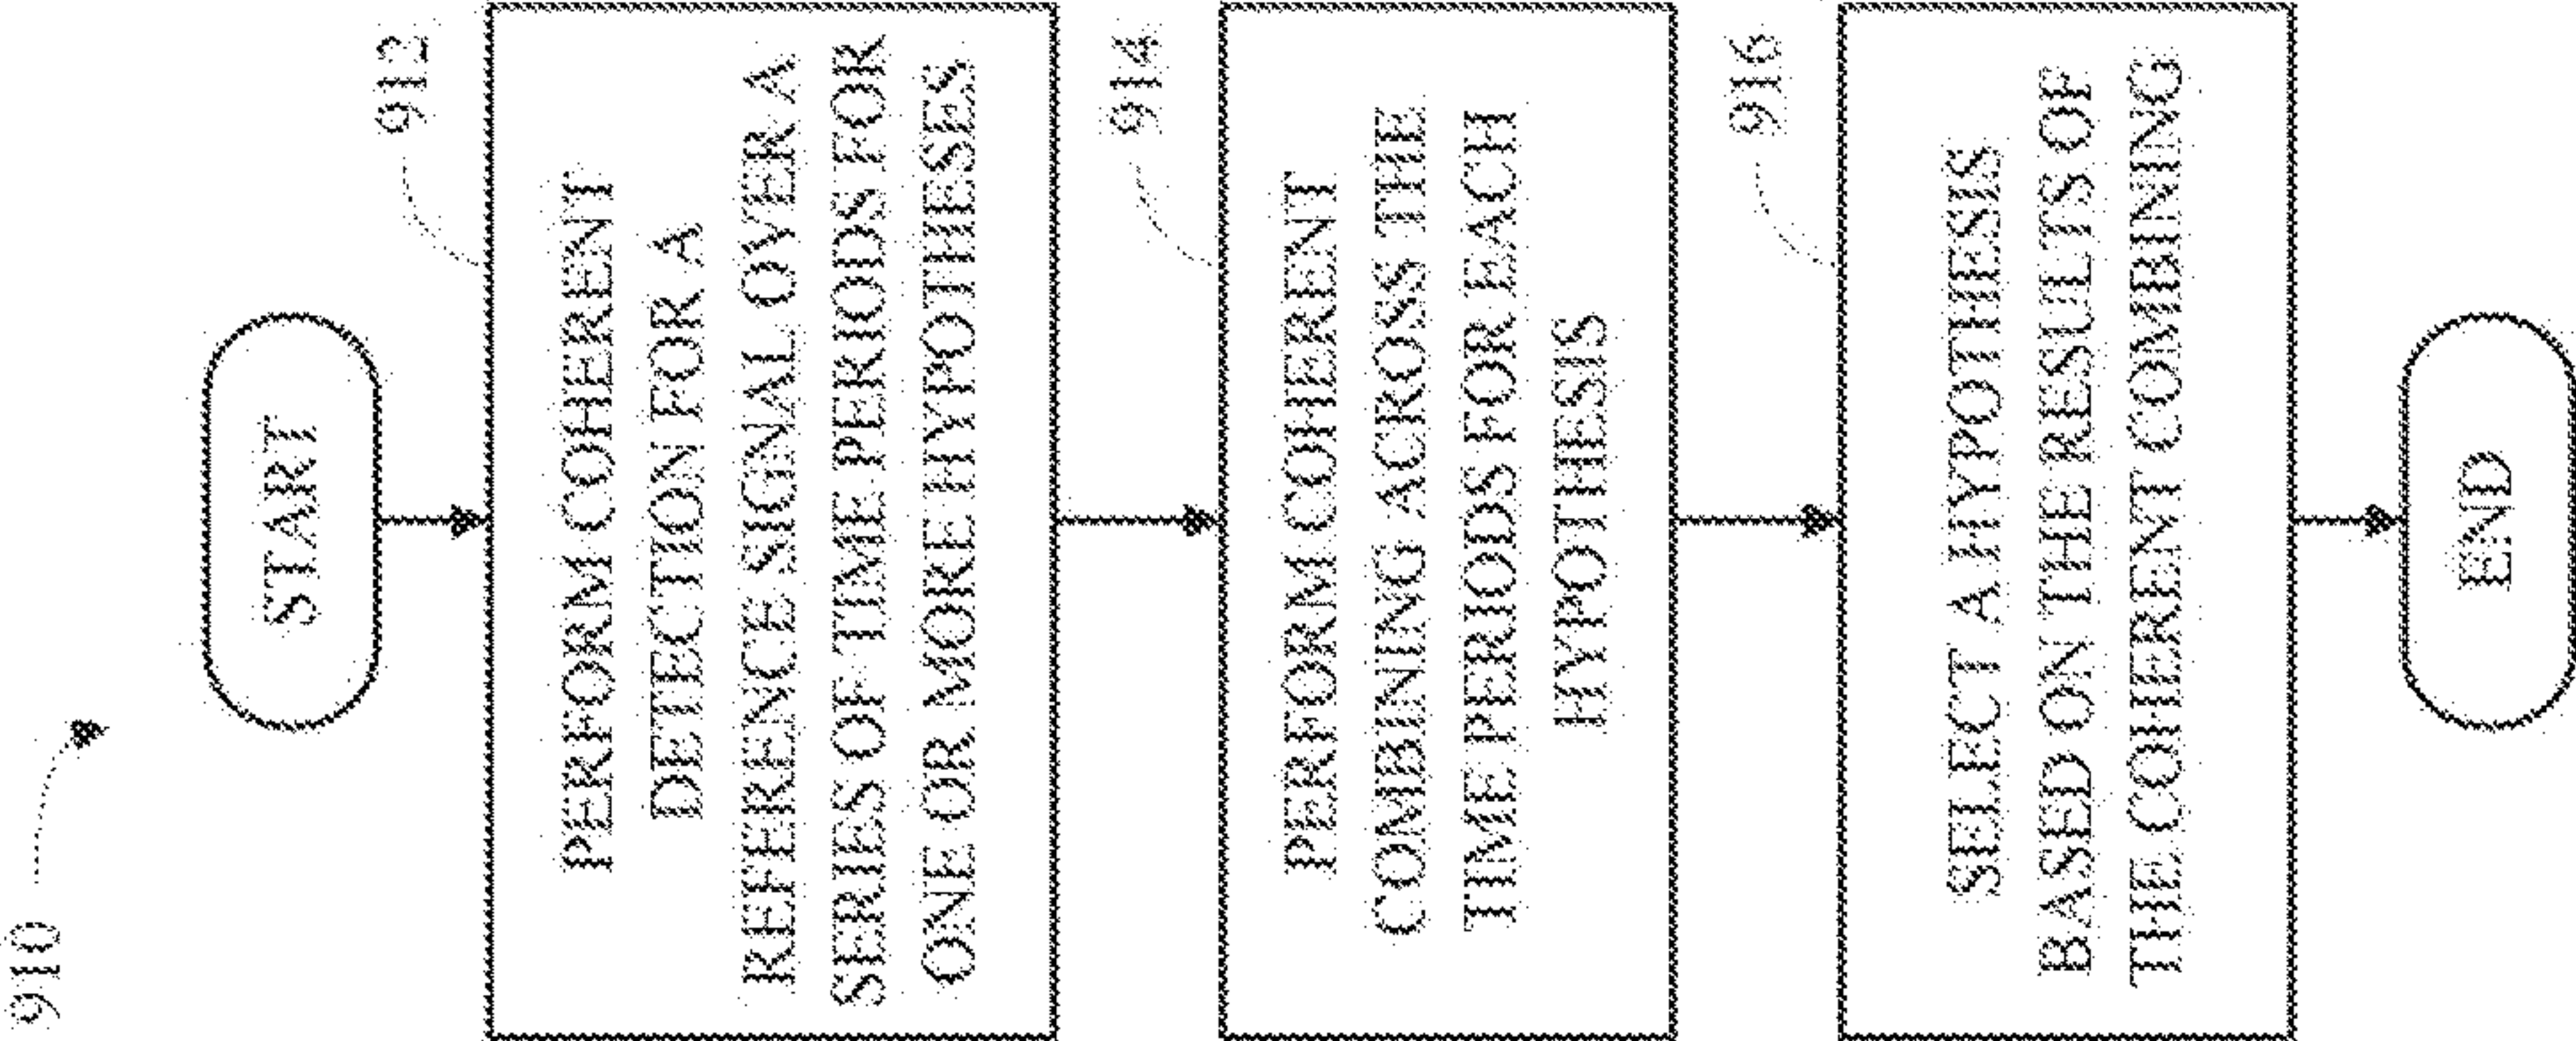 910
START
912
PERFORM COHERENT
DETECTION FOR A
REFERENCE SIGNAL OVER A
SERIES OF TIME PERIODS FOR
ONE OR MORE HYPOTHESES
914
PERFORM COHERENT
COMBINING ACROSS THE
TIME PERIODS FOR EACH
HYPOTHESIS
916
SELECT A HYPOTHESIS
BASED ON THE RESULTS OF
THE COHERENT COMBINING
END